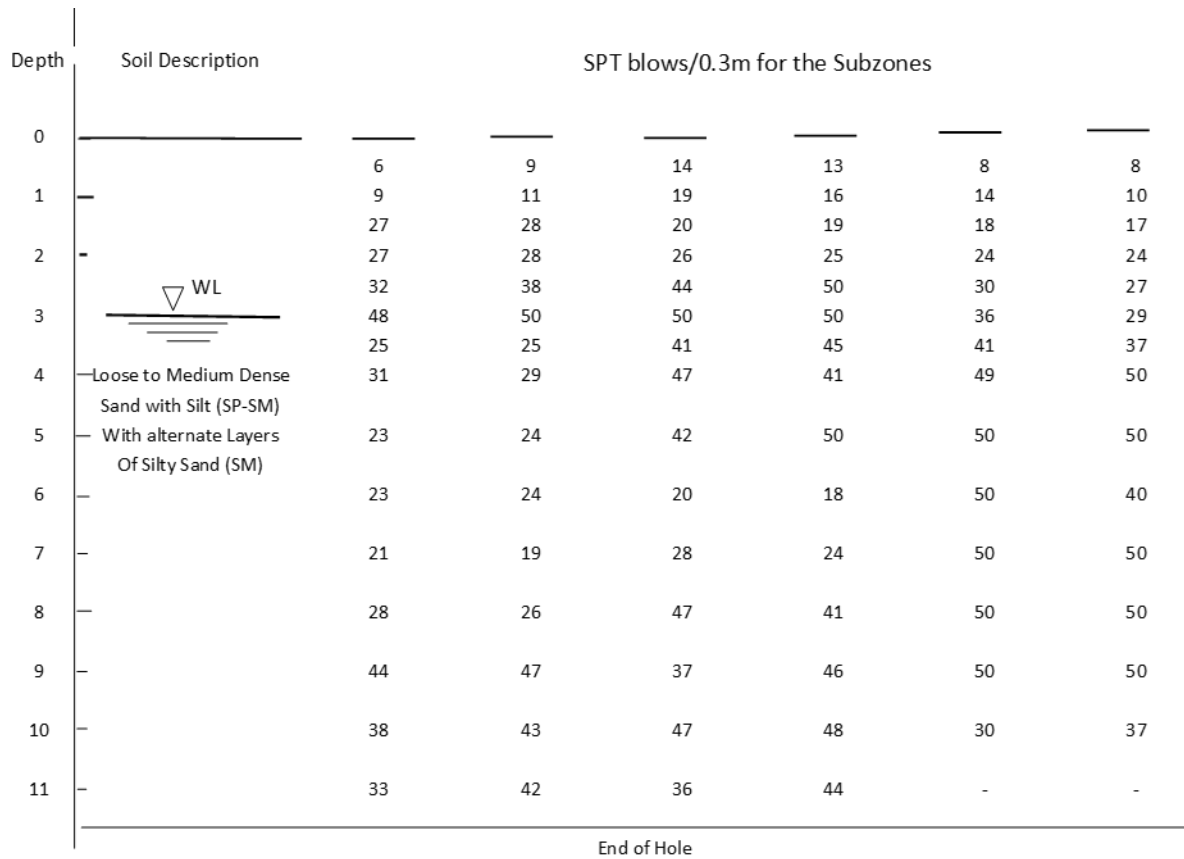 Depth Soil Description SPT blows/0.3m for the Subzones
0
6 9 14 13 8 8
1 9 11 19 16 14 10
27 28 20 19 18 17
2 27 28 26 25 24 24
WL 32 38 44 50 30 27
3 48 50 50 50 36 29
25 25 41 45 41 37
4 Loose to Medium Dense 31 29 47 41 49 50
Sand with Silt (SP-SM)
5 With alternate Layers 23 24 42 50 50 50
Of Silty Sand (SM)
6 23 24 20 18 50 40
7 21 19 28 24 50 50
8 28 26 47 41 50 50
9 44 47 37 46 50 50
10 38 43 47 48 30 37
11 33 42 36 44 - -
End of Hole